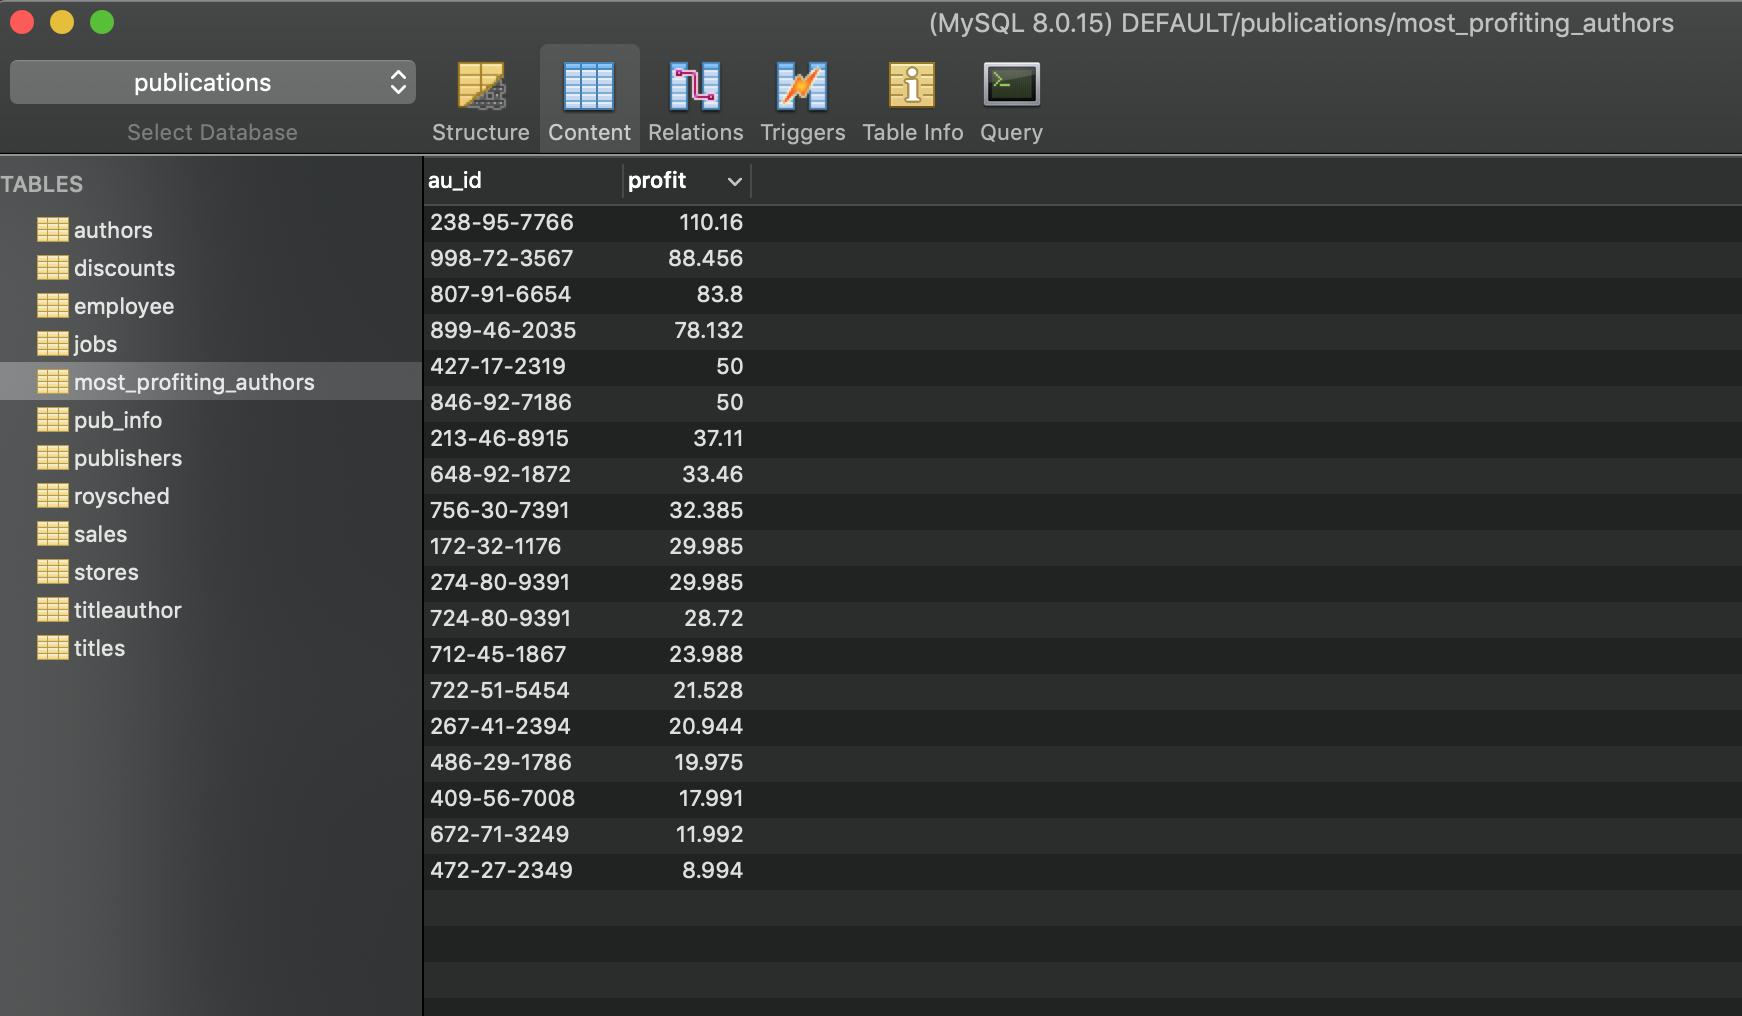 (MySQL 8.0.15) DEFAULT/publications/most_profiting_authors
publications
Select Database
Structure Content Relations Triggers Table Info Query
TABLES
authors
discounts
employee
jobs
most_profiting_authors
pub_info
publishers
roysched
sales
stores
titleauthor
titles
au_id profit
238-95-7766 110.16
998-72-3567 88.456
807-91-6654 83.8
899-46-2035 78.132
427-17-2319 50
846-92-7186 50
213-46-8915 37.11
648-92-1872 33.46
756-30-7391 32.385
172-32-1176 29.985
274-80-9391 29.985
724-80-9391 28.72
712-45-1867 23.988
722-51-5454 21.528
267-41-2394 20.944
486-29-1786 19.975
409-56-7008 17.991
672-71-3249 11.992
472-27-2349 8.994